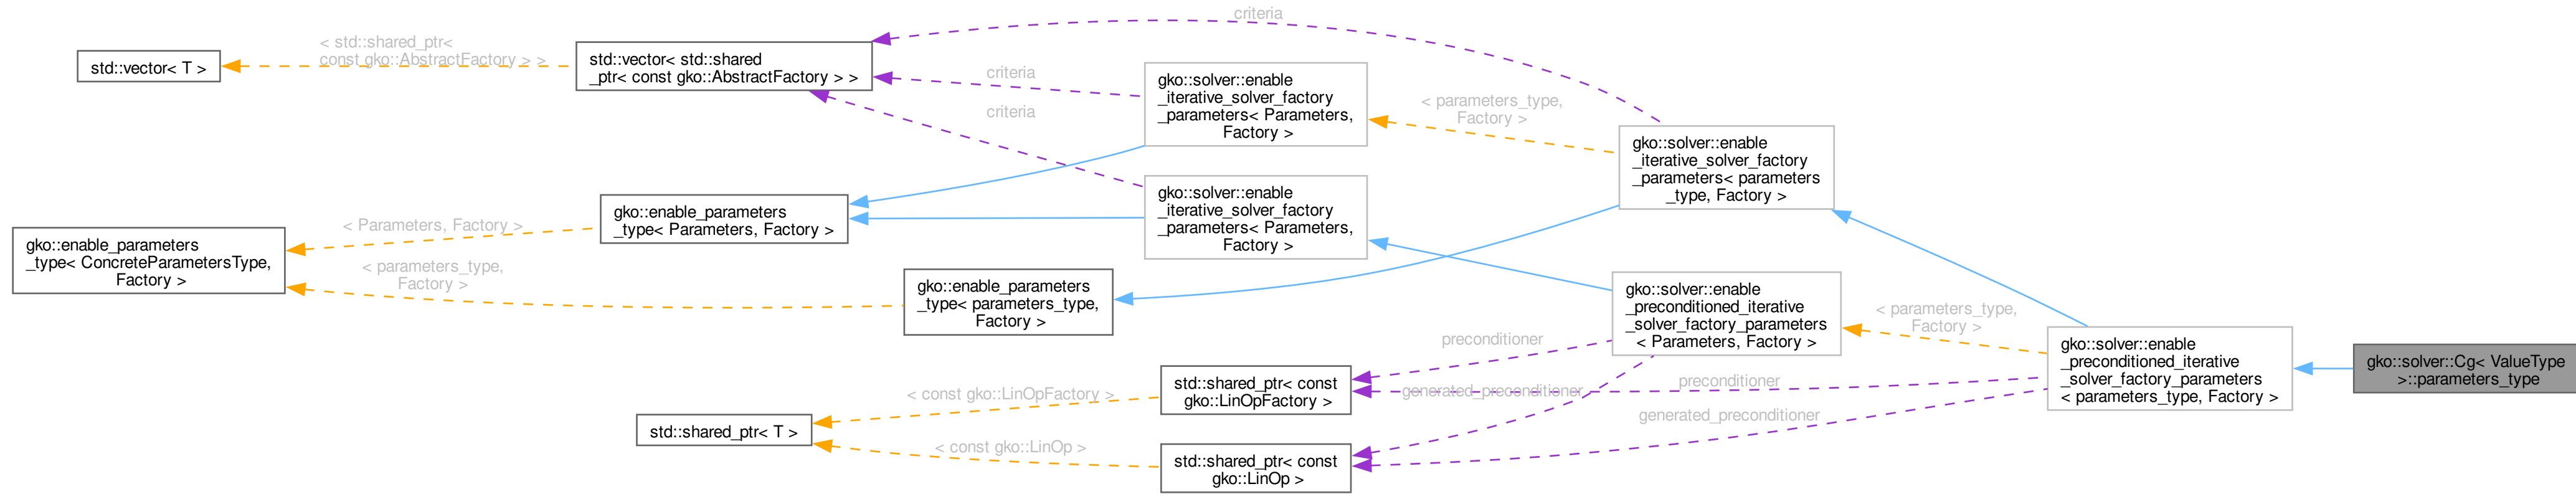 criteria
< std::shared_ptr<
const gko::AbstractFactory > >
std::vector< T >
std::vector< std::shared
_ptr< const gko::AbstractFactory > >
criteria
criteria
gko::solver::enable
_iterative_solver_factory
_parameters< Parameters,
Factory >
< parameters_type,
Factory >
gko::solver::enable
_iterative_solver_factory
_parameters< parameters
_type, Factory >
gko::solver::enable
_iterative_solver_factory
_parameters< Parameters,
Factory >
gko::enable_parameters
_type< Parameters, Factory >
< Parameters, Factory >
gko::enable_parameters
_type< ConcreteParametersType,
Factory >
< parameters_type,
Factory >
gko::enable_parameters
_type< parameters_type,
Factory >
gko::solver::enable
_preconditioned_iterative
_solver_factory_parameters
< Parameters, Factory >
< parameters_type,
Factory >
gko::solver::enable
_preconditioned_iterative
_solver_factory_parameters
< parameters_type, Factory >
gko::solver::Cg< ValueType
>::parameters_type
preconditioner
preconditioner
generated_preconditioner
generated_preconditioner
std::shared_ptr< const
gko::LinOpFactory >
< const gko::LinOpFactory >
std::shared_ptr< T >
< const gko::LinOp >
std::shared_ptr< const
gko::LinOp >